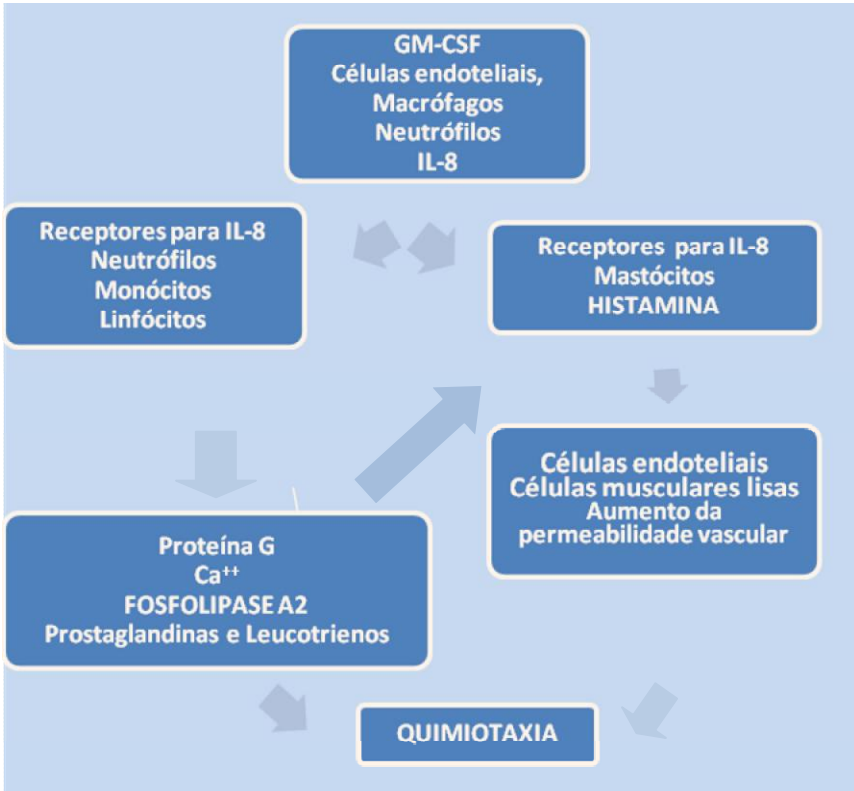 GM-CSF
Células endoteliais,
Macrófagos
Neutrófilos
IL-8
Receptores para IL-8
Neutrófilos
Monócitos
Linfócitos
Receptores para IL-8
Mastócitos
HISTAMINA
Células endoteliais
Células musculares lisas
Aumento da
permeabilidade vascular
Proteína G
Ca⁺⁺
FOSFOLIPASE A2
Prostaglandinas e Leucotrienos
QUIMIOTAXIA